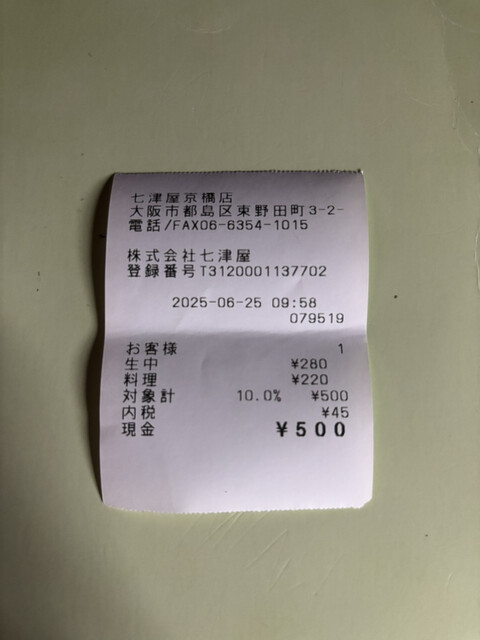 七津屋京橋店
大阪市都島区東野田町3-2-
電話/FAX06-6354-1015
株式会社七津屋
登録番号T3120001137702
2025-06-25 09:58
079519
お客様 1
生中 ¥280
料理 ¥220
対象計 10.0% ¥500
内税 ¥45
現金 ¥500